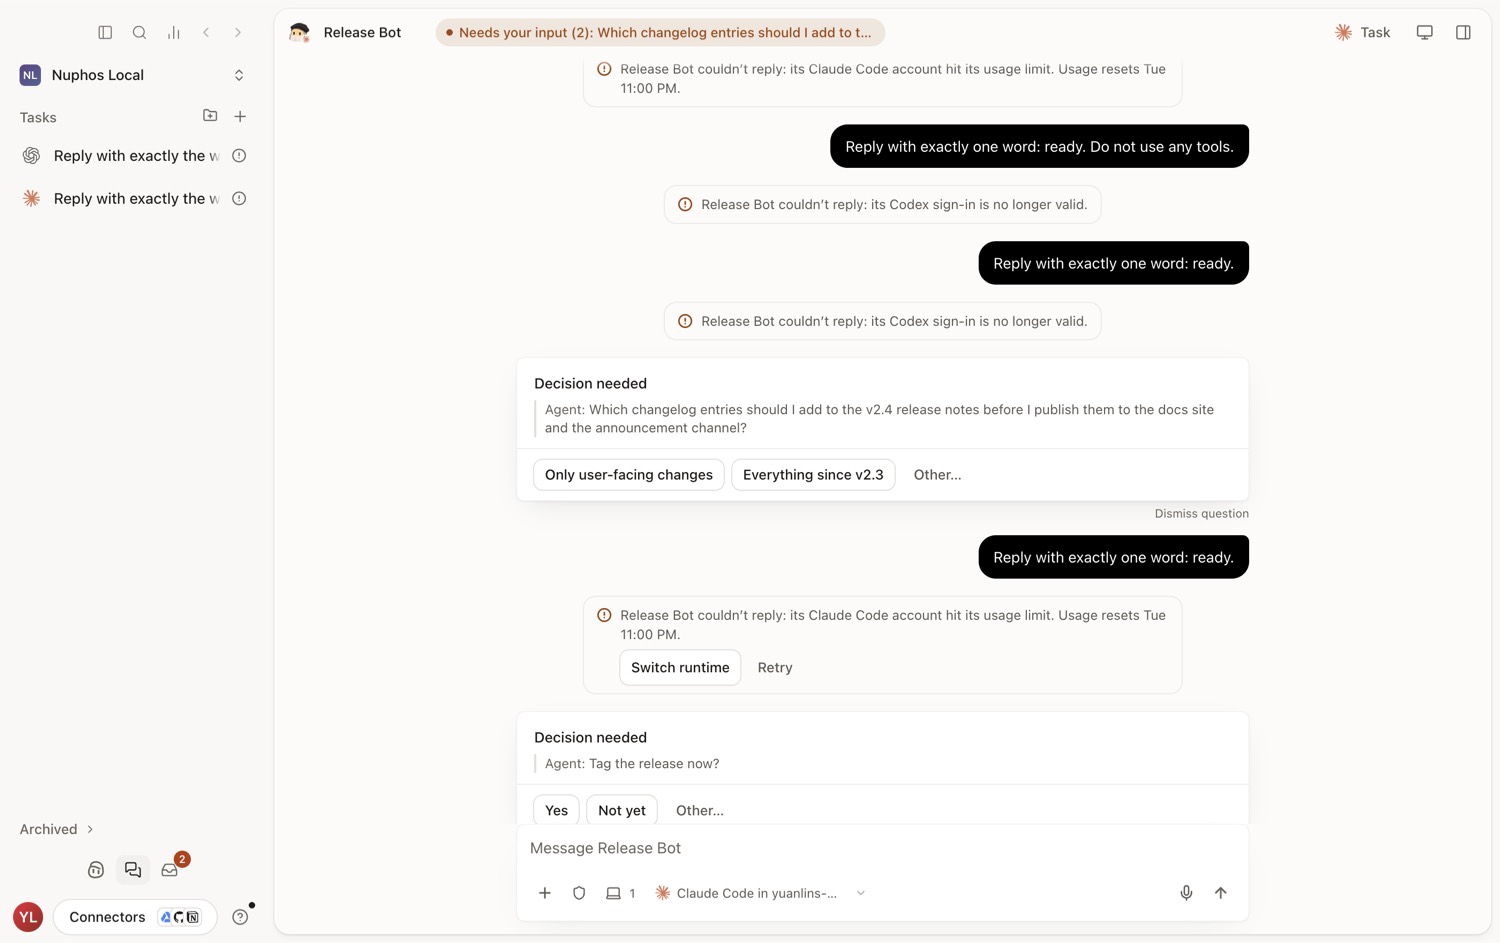 Release Bot
Needs your input (2): Which changelog entries should I add to t...
Task
NL
Nuphos Local
Tasks
Reply with exactly the w
Reply with exactly the w
Release Bot couldn’t reply: its Claude Code account hit its usage limit. Usage resets Tue
11:00 PM.
Reply with exactly one word: ready. Do not use any tools.
Release Bot couldn’t reply: its Codex sign-in is no longer valid.
Reply with exactly one word: ready.
Release Bot couldn’t reply: its Codex sign-in is no longer valid.
Decision needed
Agent: Which changelog entries should I add to the v2.4 release notes before I publish them to the docs site
and the announcement channel?
Only user-facing changes
Everything since v2.3
Other...
Dismiss question
Reply with exactly one word: ready.
Release Bot couldn’t reply: its Claude Code account hit its usage limit. Usage resets Tue
11:00 PM.
Switch runtime
Retry
Decision needed
Agent: Tag the release now?
Yes
Not yet
Other...
Message Release Bot
1
Claude Code in yuanlins-...
Archived
2
YL
Connectors